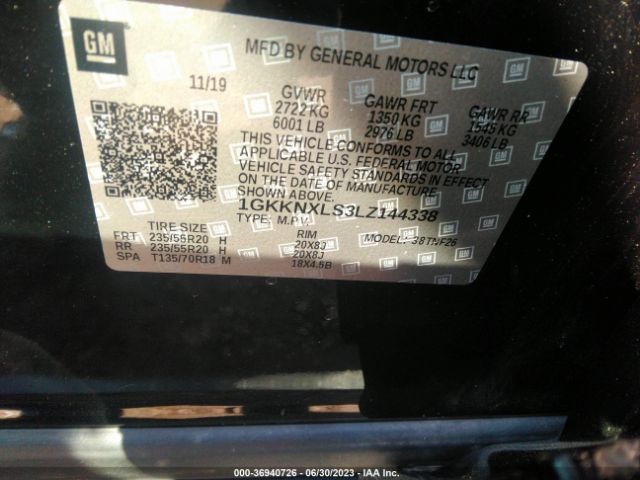 GM
MFD BY GENERAL MOTORS LLC
11/19
GVWR GAWR FRT GAWR RR
2722 KG 1350 KG 1545 KG
6001 LB 2976 LB 3406 LB
THIS VEHICLE CONFORMS TO ALL
APPLICABLE U.S. FEDERAL MOTOR
VEHICLE SAFETY STANDARDS IN EFFECT
ON THE DATE OF MANUFACTURE
SHOWN ABOVE.
1GKKNXLS3LZ144338
TYPE: M.P.V. MODEL:
TIRE SIZE RIM
FRT 235/55R20 H 20X8J
RR 235/55R20 H 20X8J
SPA T135/70R18 M 18X4.5B
000-36940726 - 06/30/2023 - IAA Inc.